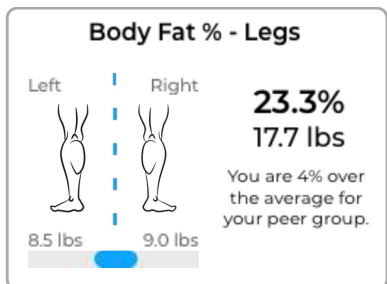 Body Fat % - Legs
Left Right
23.3%
17.7 lbs
You are 4% over
the average for
your peer group.
8.5 lbs 9.0 lbs